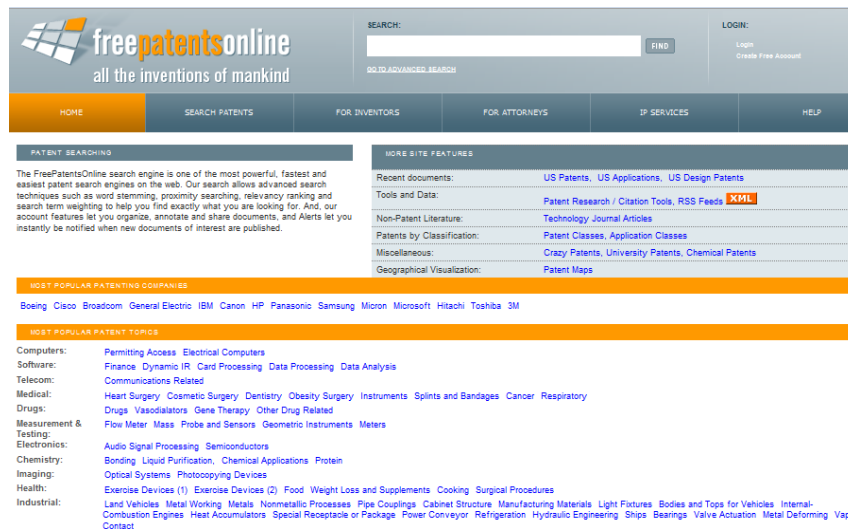 freepatentsonline
all the inventions of mankind
SEARCH:
FIND
GO TO ADVANCED SEARCH
LOGIN:
Login
Create Free Account
HOME SEARCH PATENTS FOR INVENTORS FOR ATTORNEYS IP SERVICES HELP
PATENT SEARCHING
The FreePatentsOnline search engine is one of the most powerful, fastest and
easiest patent search engines on the web. Our search allows advanced search
techniques such as word stemming, proximity searching, relevancy ranking and
search term weighting to help you find exactly what you are looking for. And, our
account features let you organize, annotate and share documents, and Alerts let you
instantly be notified when new documents of interest are published.
MORE SITE FEATURES
Recent documents: US Patents, US Applications, US Design Patents
Tools and Data: Patent Research / Citation Tools, RSS Feeds XML
Non-Patent Literature: Technology Journal Articles
Patents by Classification: Patent Classes, Application Classes
Miscellaneous: Crazy Patents, University Patents, Chemical Patents
Geographical Visualization: Patent Maps
MOST POPULAR PATENTING COMPANIES
Boeing Cisco Broadcom General Electric IBM Canon HP Panasonic Samsung Micron Microsoft Hitachi Toshiba 3M
MOST POPULAR PATENT TOPICS
Computers: Permitting Access Electrical Computers
Software: Finance Dynamic IR Card Processing Data Processing Data Analysis
Telecom: Communications Related
Medical: Heart Surgery Cosmetic Surgery Dentistry Obesity Surgery Instruments Splints and Bandages Cancer Respiratory
Drugs: Drugs Vasodialators Gene Therapy Other Drug Related
Measurement & Testing: Flow Meter Mass Probe and Sensors Geometric Instruments Meters
Electronics: Audio Signal Processing Semiconductors
Chemistry: Bonding Liquid Purification, Chemical Applications Protein
Imaging: Optical Systems Photocopying Devices
Health: Exercise Devices (1) Exercise Devices (2) Food Weight Loss and Supplements Cooking Surgical Procedures
Industrial: Land Vehicles Metal Working Metals Nonmetallic Processes Pipe Couplings Cabinet Structure Manufacturing Materials Light Fixtures Bodies and Tops for Vehicles Internal-
Combustion Engines Heat Accumulators Special Receptacle or Package Power Conveyor Refrigeration Hydraulic Engineering Ships Bearings Valve Actuation Metal Deforming Vap
Contact